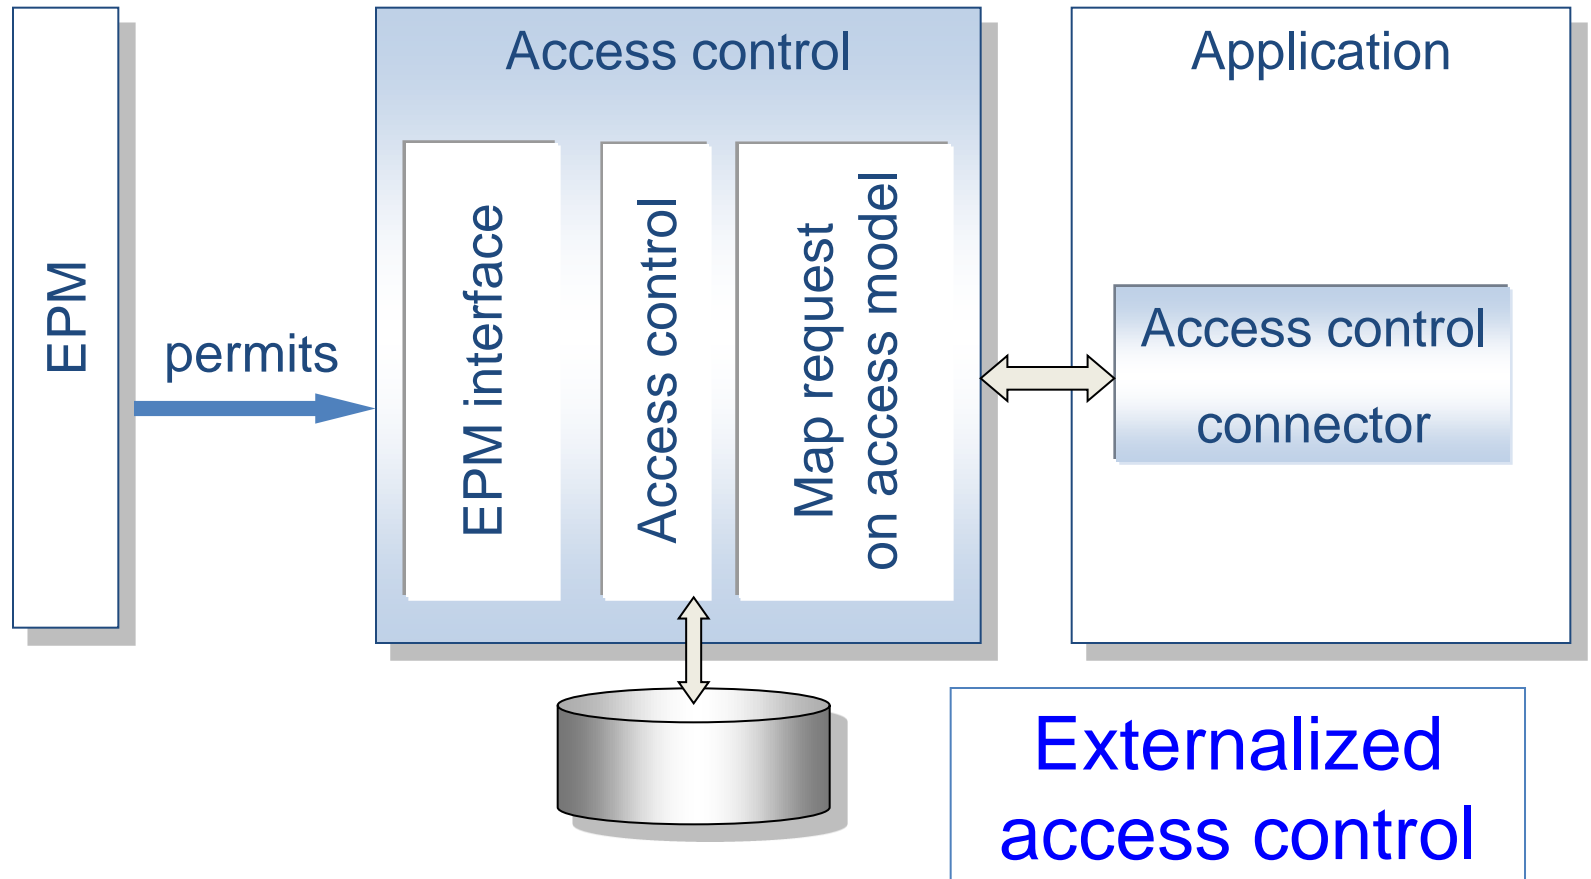 EPM
permits
Access control
EPM interface
Access control
Map request
on access model
Application
Access control
connector
Externalized
access control